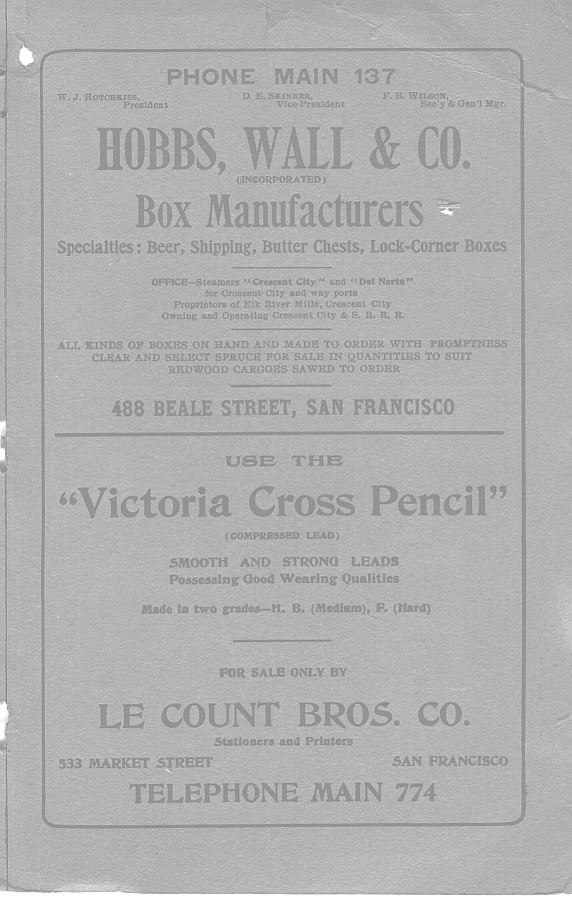 PHONE MAIN 137
W. J. HOTCHKISS, D. E. SKINNER, F. B. WILSON,
President Vice-President Sec'y & Gen'l Mgr.
HOBBS, WALL & CO.
(INCORPORATED)
Box Manufacturers
Specialties: Beer, Shipping, Butter Chests, Lock-Corner Boxes
OFFICE—Steamers "Crescent City" and "Del Norte"
for Crescent City and way ports
Proprietors of Elk River Mills, Crescent City
Owning and Operating Crescent City & S. R. R. R.
ALL KINDS OF BOXES ON HAND AND MADE TO ORDER WITH PROMPTNESS
CLEAR AND SELECT SPRUCE FOR SALE IN QUANTITIES TO SUIT
REDWOOD CARGOES SAWED TO ORDER
488 BEALE STREET, SAN FRANCISCO
USE THE
"Victoria Cross Pencil"
(COMPRESSED LEAD)
SMOOTH AND STRONG LEADS
Possessing Good Wearing Qualities
Made in two grades—H. B. (Medium), F. (Hard)
FOR SALE ONLY BY
LE COUNT BROS. CO.
Stationers and Printers
533 MARKET STREET SAN FRANCISCO
TELEPHONE MAIN 774